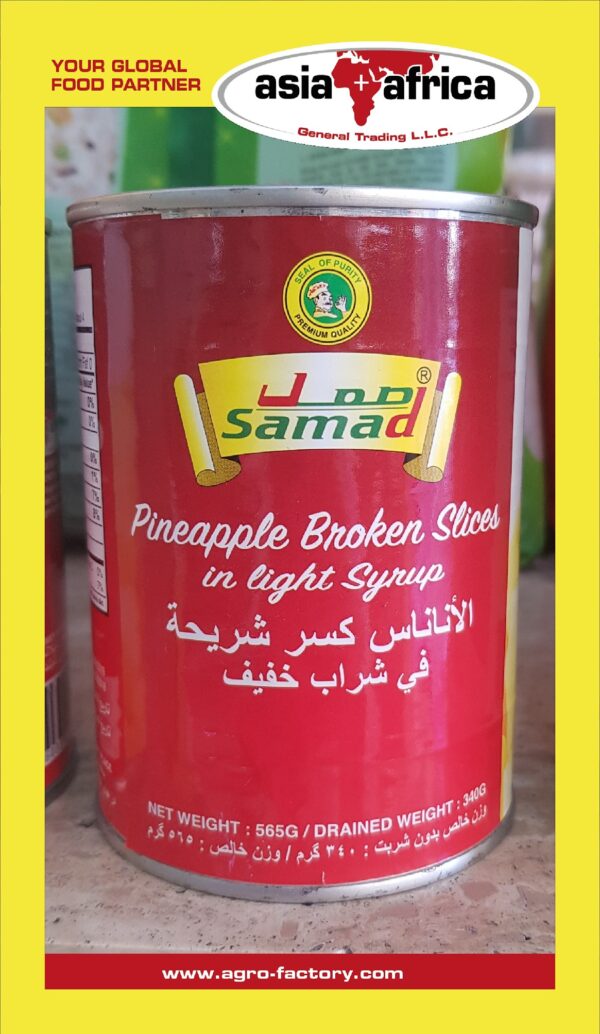 YOUR GLOBAL
FOOD PARTNER
asia + africa
General Trading L.L.C.
SEAL OF PURITY
PREMIUM QUALITY
صمد ®
Samad
Pineapple Broken Slices
in light Syrup
الأناناس كسر شريحة
في شراب خفيف
NET WEIGHT : 565G / DRAINED WEIGHT : 340G
وزن خالص بدون شربت : ٣٤٠ گرم / وزن خالص : ٥٦٥ گرم
www.agro-factory.com